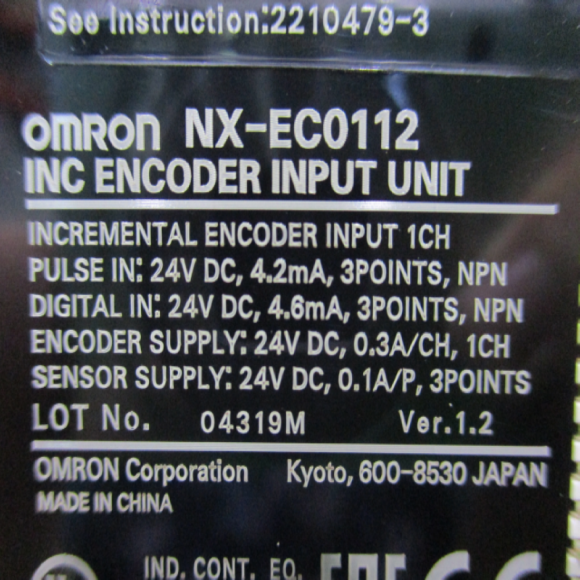 See Instruction:2210479-3
OMRON NX-EC0112
INC ENCODER INPUT UNIT
INCREMENTAL ENCODER INPUT 1CH
PULSE IN: 24V DC, 4.2mA, 3POINTS, NPN
DIGITAL IN: 24V DC, 4.6mA, 3POINTS, NPN
ENCODER SUPPLY: 24V DC, 0.3A/CH, 1CH
SENSOR SUPPLY: 24V DC, 0.1A/P, 3POINTS
LOT No. 04319M Ver.1.2
OMRON Corporation Kyoto, 600-8530 JAPAN
MADE IN CHINA
IND. CONT. EQ.